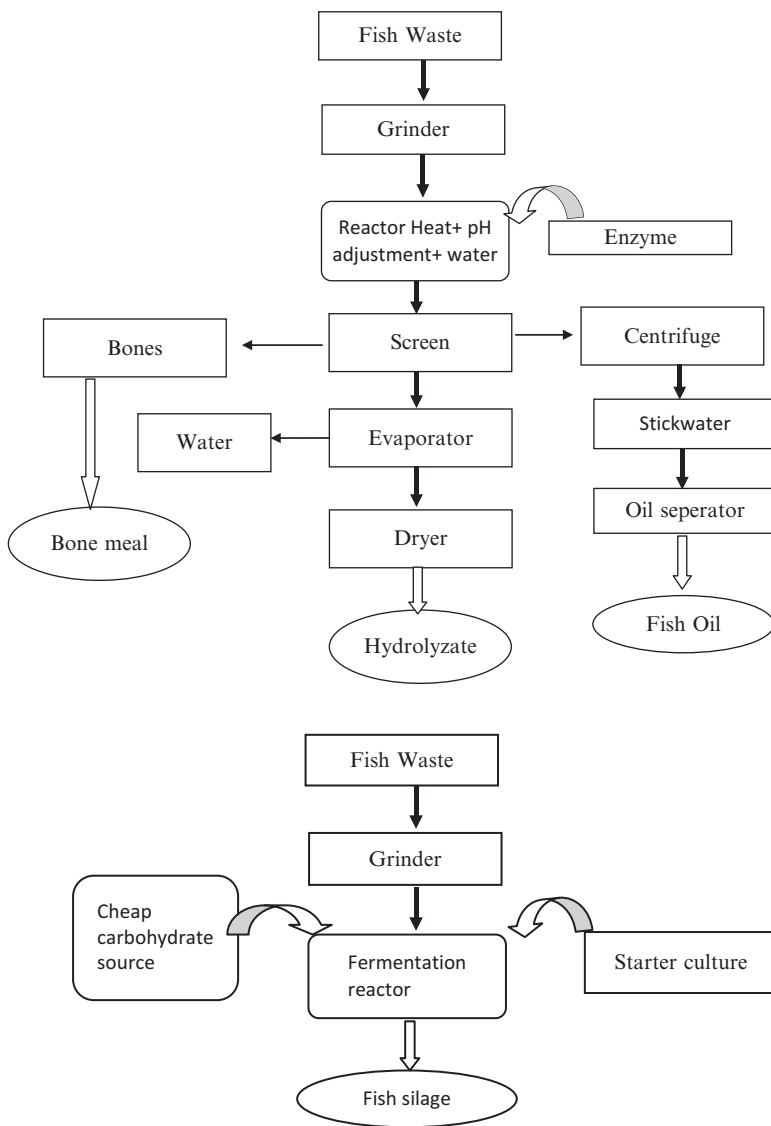 Fish Waste
Grinder
Reactor Heat+ pH
adjustment+ water
Enzyme
Bones
Screen
Centrifuge
Water
Evaporator
Stickwater
Bone meal
Dryer
Oil seperator
Hydrolyzate
Fish Oil
Fish Waste
Grinder
Cheap
carbohydrate
source
Fermentation
reactor
Starter culture
Fish silage